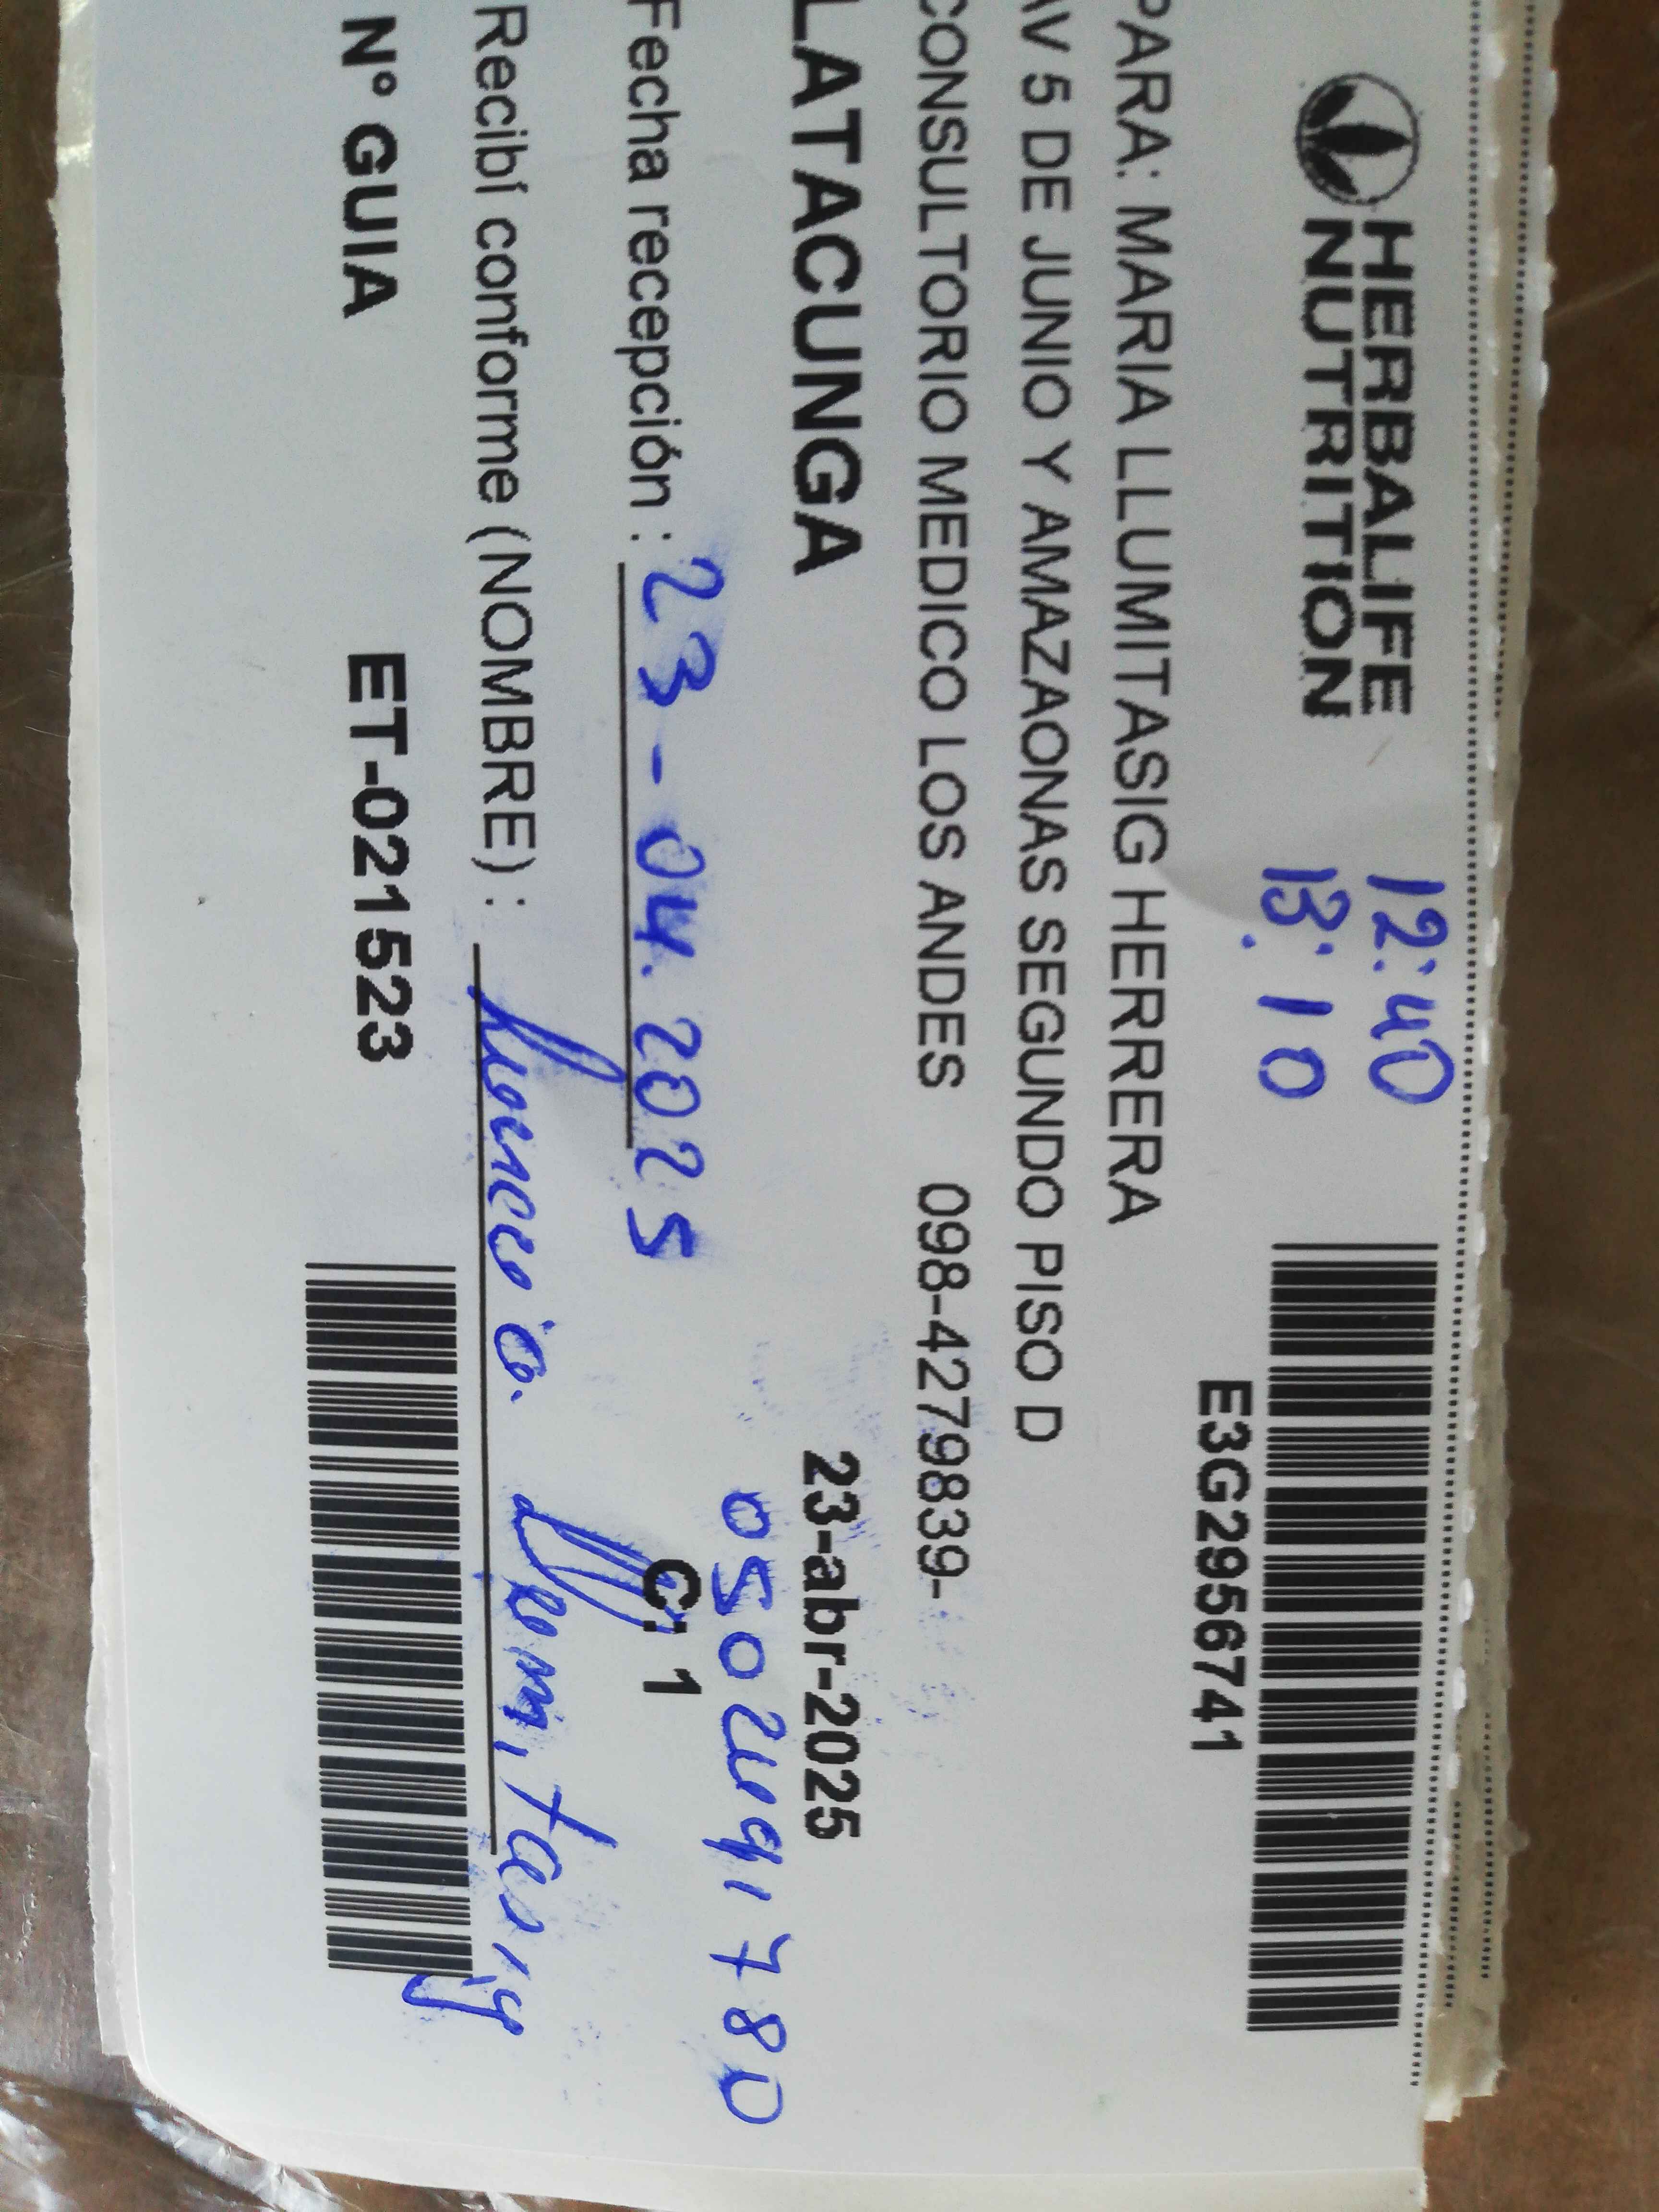 HERBALIFE
NUTRITION
12:40
13:10
E3G2956741
PARA: MARIA LLUMITASIG HERRERA
AV 5 DE JUNIO Y AMAZAONAS SEGUNDO PISO D
CONSULTORIO MEDICO LOS ANDES 098-4279839-
LATACUNGA 23-abr-2025
0502491780
Fecha recepción : 23-04.2025 C: 1
Recibí conforme (NOMBRE) : Llumitasig
N° GUIA ET-021523